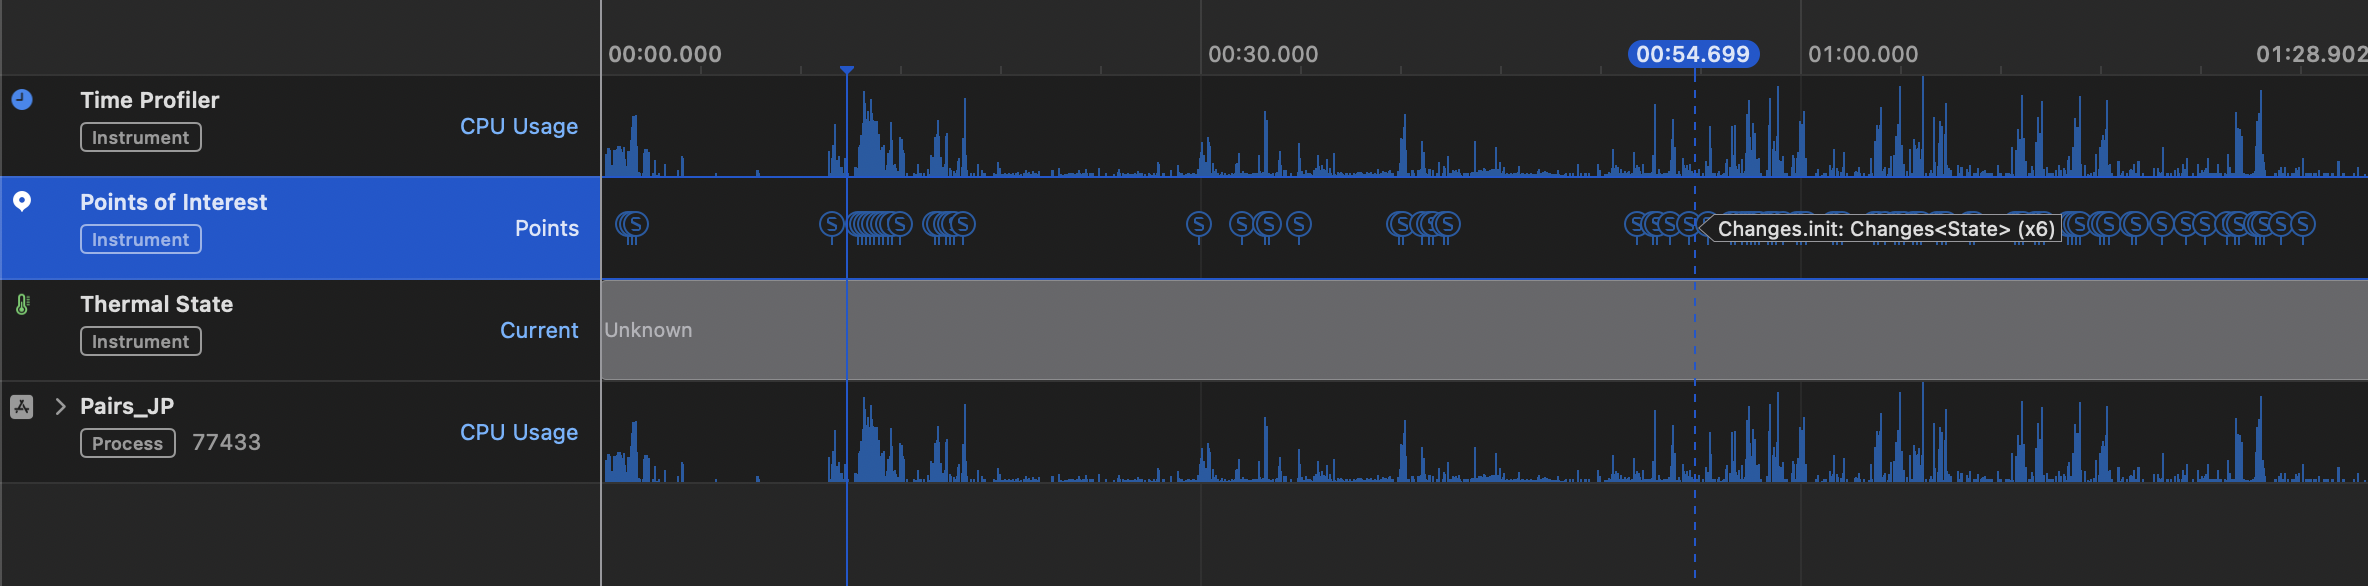 00:00.000
00:30.000
00:54.699
01:00.000
01:28.902
Time Profiler
Instrument
CPU Usage
Points of Interest
Instrument
Points
S S S S S S S S S S S S S S S S S S S S S S S S S S S S S
Changes.init: Changes<State> (x6)
Thermal State
Instrument
Current
Unknown
Pairs_JP
Process 77433
CPU Usage